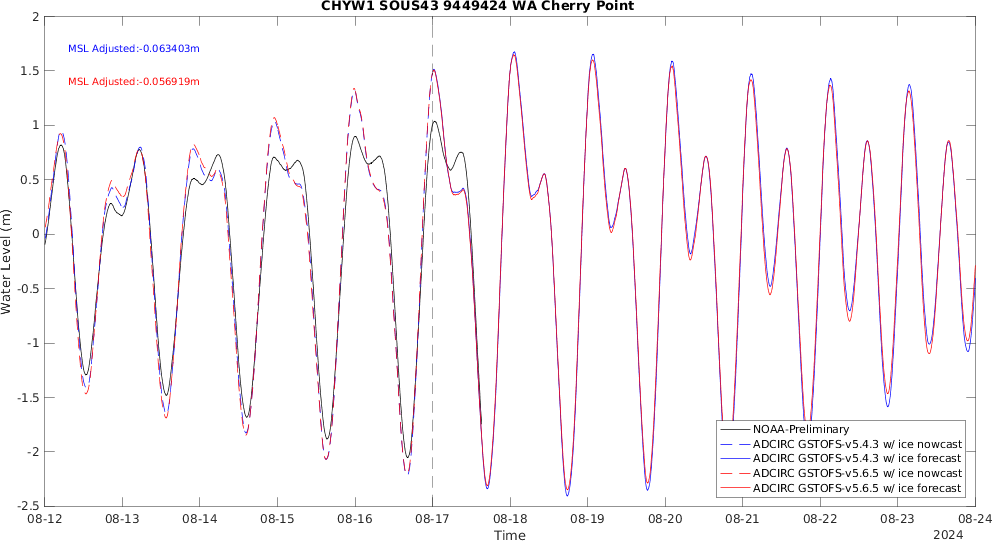 CHYW1 SOUS43 9449424 WA Cherry Point
MSL Adjusted:-0.063403m
MSL Adjusted:-0.056919m
Water Level (m)
2
1.5
1
0.5
0
-0.5
-1
-1.5
-2
-2.5
NOAA-Preliminary
ADCIRC GSTOFS-v5.4.3 w/ ice nowcast
ADCIRC GSTOFS-v5.4.3 w/ ice forecast
ADCIRC GSTOFS-v5.6.5 w/ ice nowcast
ADCIRC GSTOFS-v5.6.5 w/ ice forecast
08-12 08-13 08-14 08-15 08-16 08-17 08-18 08-19 08-20 08-21 08-22 08-23 08-24
Time
2024